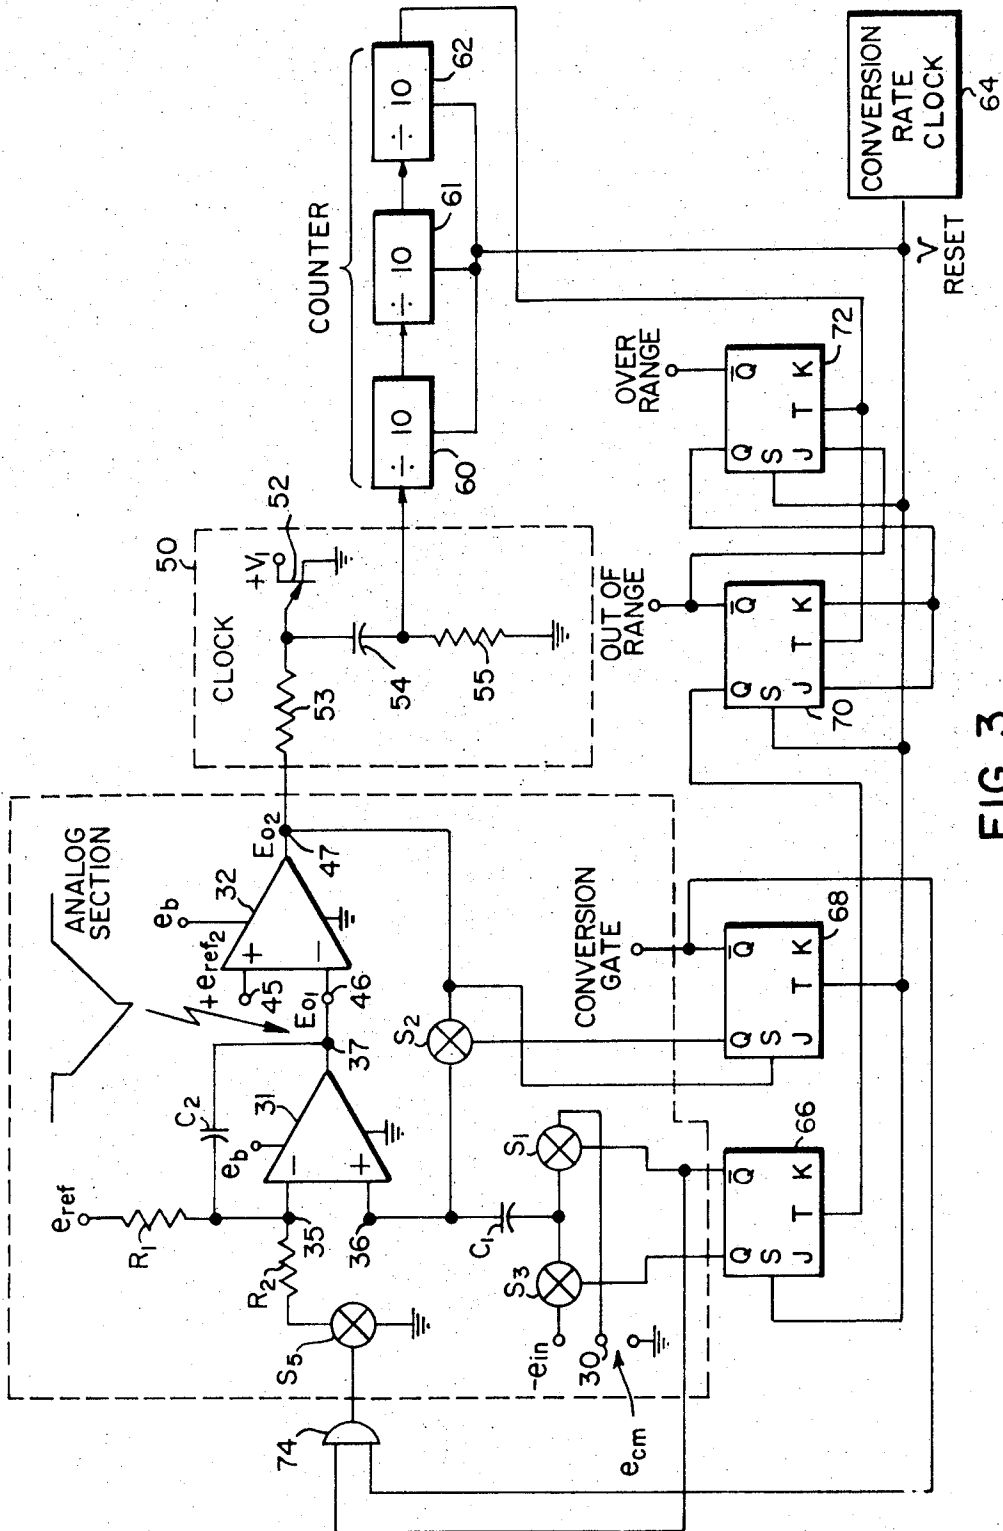 ANALOG
SECTION
eref
R1
C2
eb
31
−
+
35
36
37
R2
S5
74
Eo1
46
45
+eref2
eb
32
+
−
Eo2
47
S2
C1
S1
S3
-ein
30
ecm
CONVERSION
GATE
50
CLOCK
+V1
52
53
54
55
COUNTER
÷ 10
60
÷ 10
61
÷ 10
62
OUT OF
RANGE
OVER
RANGE
Q
S
J
T
K
Q̅
66
Q
S
J
T
K
Q̅
68
Q
S
J
T
K
Q̅
70
Q
S
J
T
K
Q̅
72
RESET
CONVERSION
RATE
CLOCK
64
FIG 3